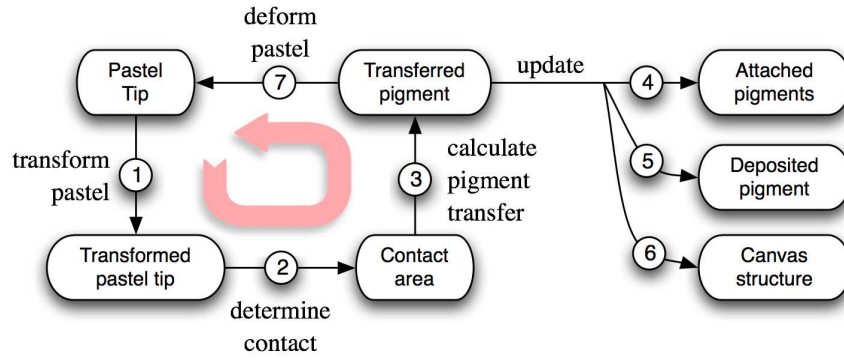 deform
pastel
Pastel
Tip
7
Transferred
pigment
update
4
Attached
pigments
transform
pastel
1
3
calculate
pigment
transfer
5
Deposited
pigment
Transformed
pastel tip
2
Contact
area
6
Canvas
structure
determine
contact